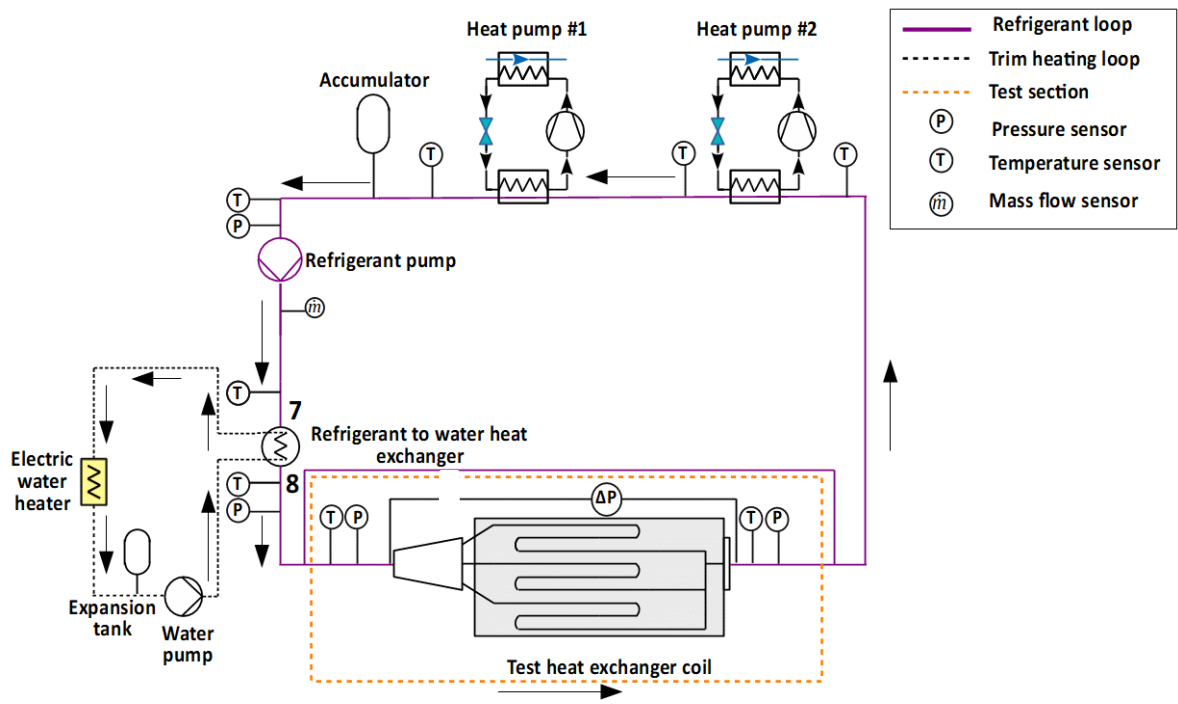 Heat pump #1
Heat pump #2
Refrigerant loop
Trim heating loop
Test section
P
Pressure sensor
T
Temperature sensor
ṁ
Mass flow sensor
Accumulator
T
T
T
T
P
Refrigerant pump
ṁ
T
7
Refrigerant to water heat
exchanger
Electric
water
heater
T
8
P
T
P
ΔP
T
P
Expansion
tank
Water
pump
Test heat exchanger coil